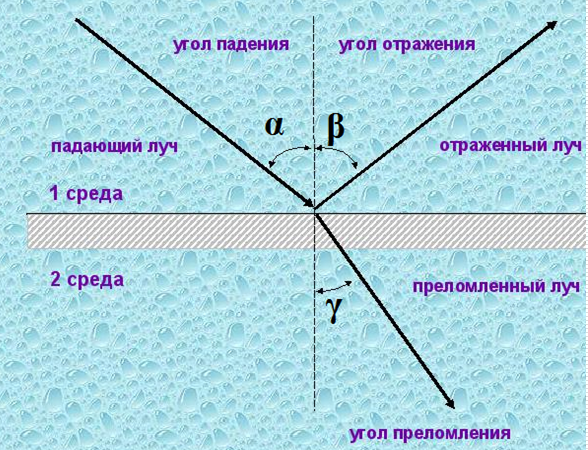 угол падения
угол отражения
α
β
падающий луч
отраженный луч
1 среда
2 среда
преломленный луч
γ
угол преломления